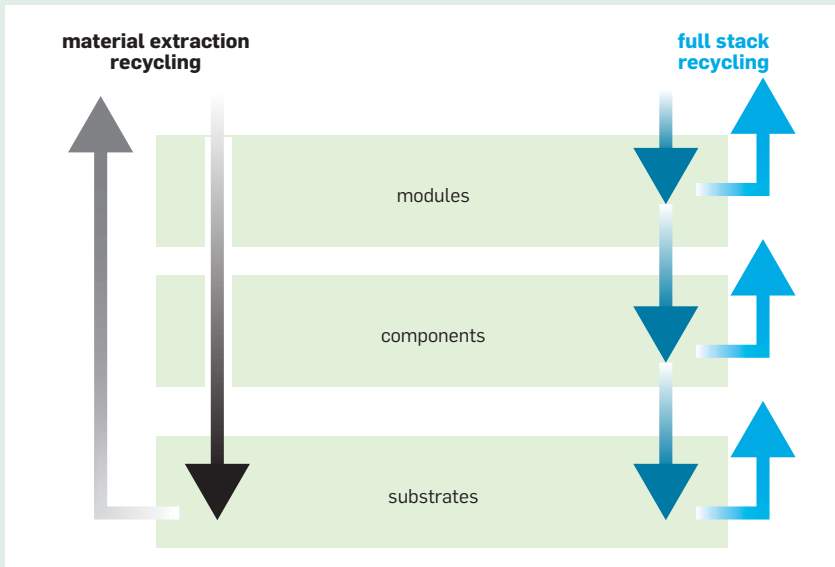 material extraction
recycling
full stack
recycling
modules
components
substrates